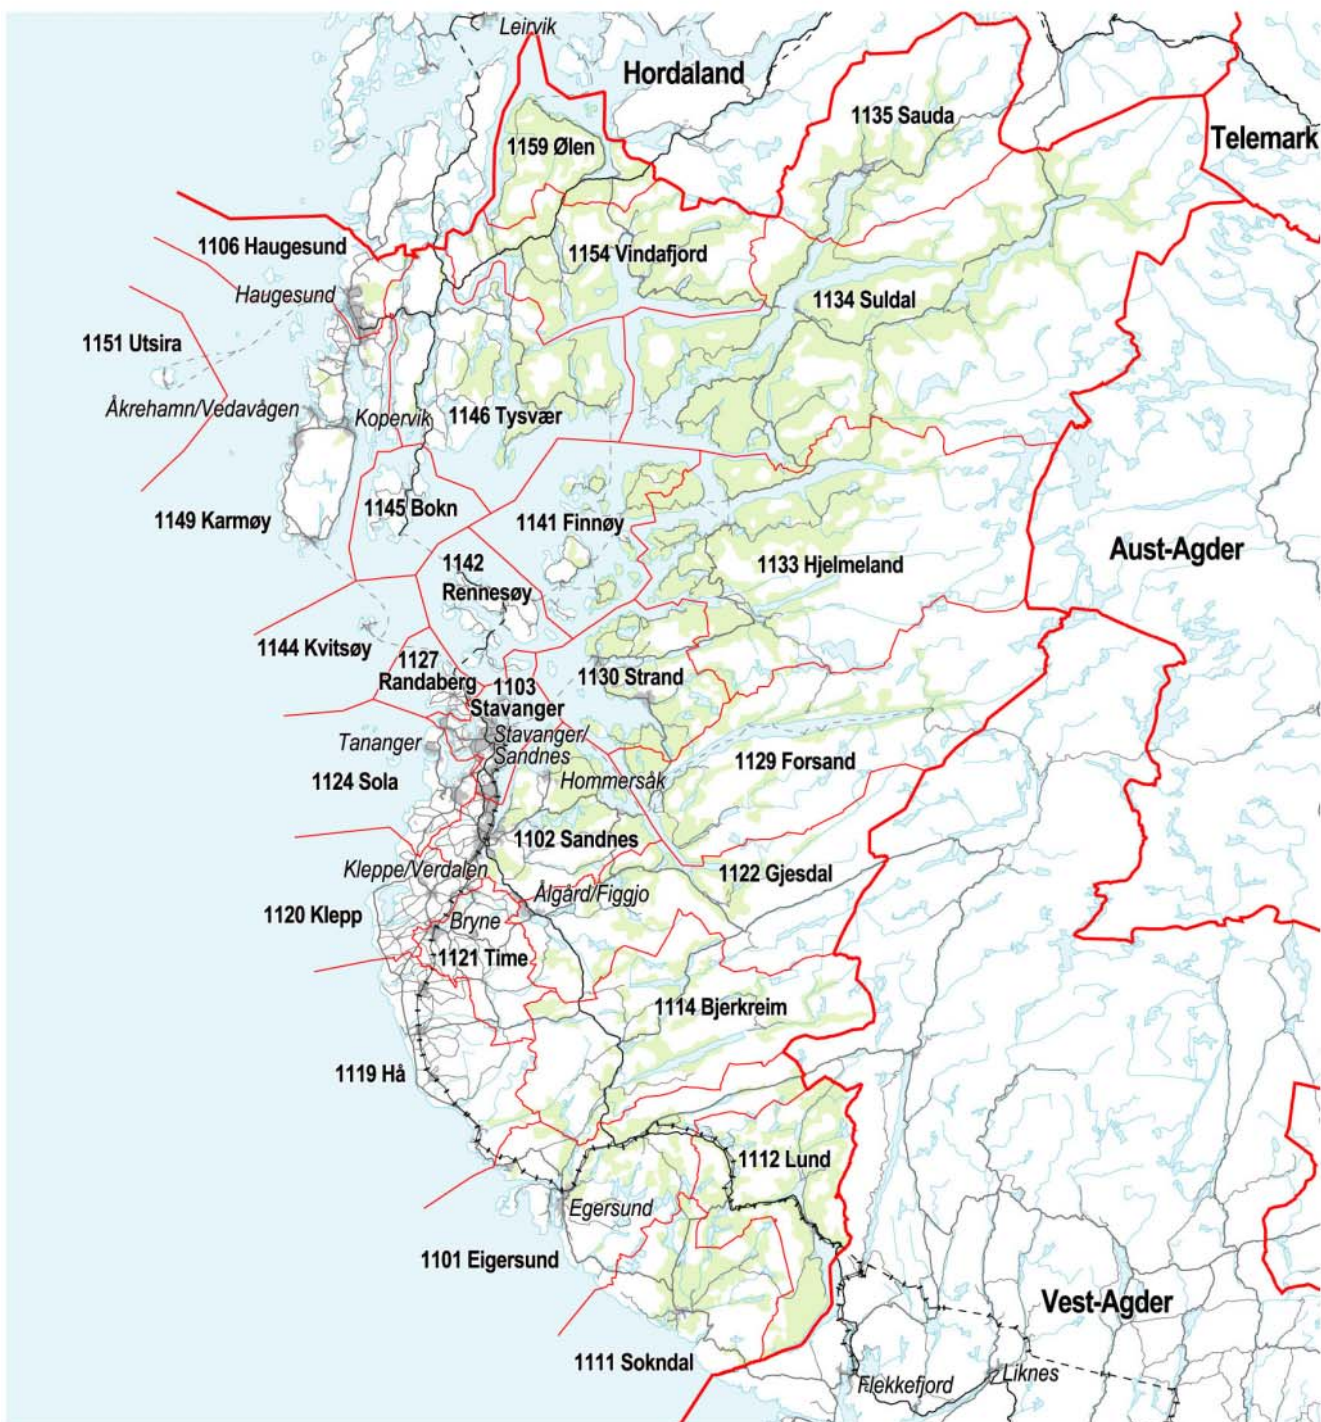 Leirvik
Hordaland
1135 Sauda
Telemark
1159 Ølen
1106 Haugesund
1154 Vindafjord
Haugesund
1134 Suldal
1151 Utsira
Åkrehamn/Vedavågen
Kopervik
1146 Tysvær
1149 Karmøy
1145 Bokn
1141 Finnøy
Aust-Agder
1142
Rennesøy
1133 Hjelmeland
1144 Kvitsøy
1127
Randaberg
1103
Stavanger
1130 Strand
Tananger
Stavanger/
Sandnes
1129 Forsand
1124 Sola
Hommersåk
1102 Sandnes
Kleppe/Verdalen
1122 Gjesdal
Ålgård/Figgjo
1120 Klepp
Bryne
1121 Time
1114 Bjerkreim
1119 Hå
1112 Lund
Egersund
1101 Eigersund
Vest-Agder
1111 Sokndal
Flekkefjord
Liknes